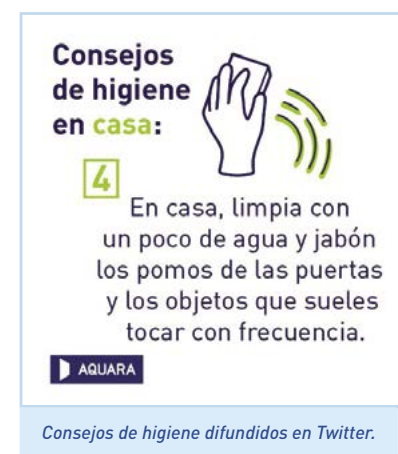 Consejos
de higiene
en casa:
4
En casa, limpia con
un poco de agua y jabón
los pomos de las puertas
y los objetos que sueles
tocar con frecuencia.
AQUARA
Consejos de higiene difundidos en Twitter.